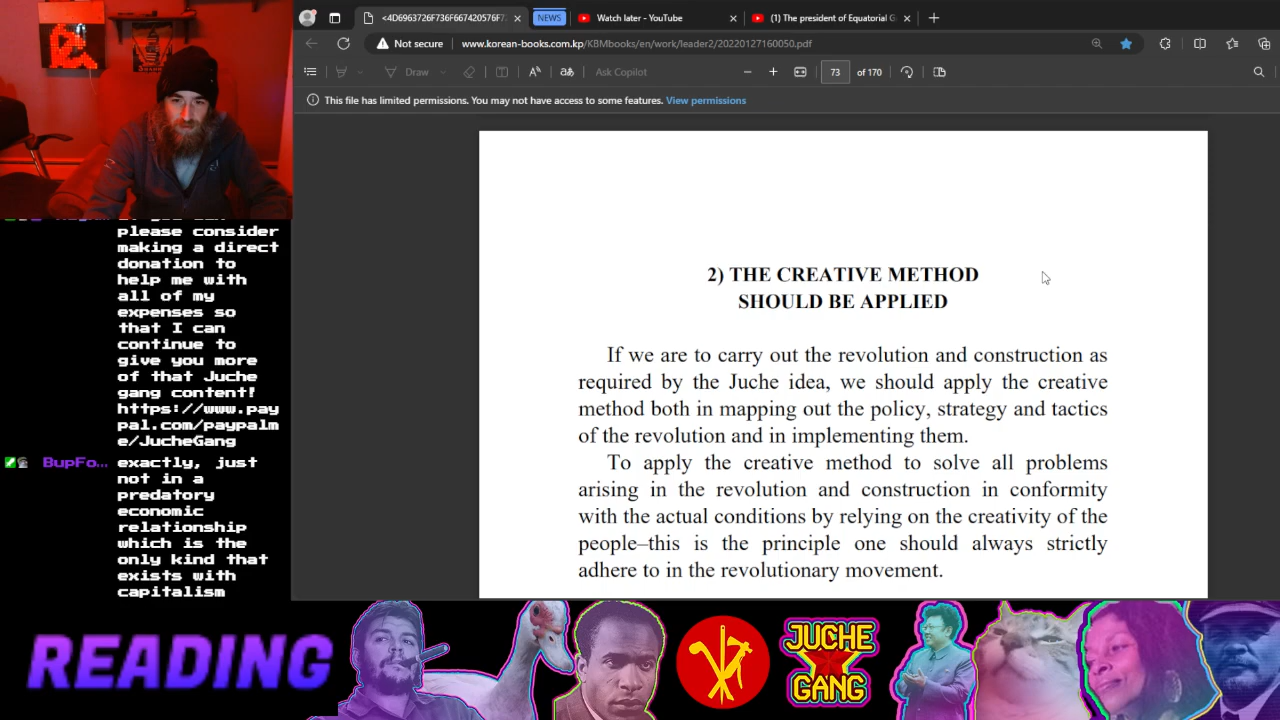 <4D6963726F736F667420576F7
NEWS
Watch later - YouTube
(1) The president of Equatorial G
Not secure
www.korean-books.com.kp/KBMbooks/en/work/leader2/20220127160050.pdf
Draw
Ask Copilot
73
of 170
This file has limited permissions. You may not have access to some features. View permissions
please consider
making a direct
donation to
help me with
all of my
expenses so
that I can
continue to
give you more
of that Juche
gang content!
https://www.pay
pal.com/paypalm
e/JucheGang
BupFo... exactly, just
not in a
predatory
economic
relationship
which is the
only kind that
exists with
capitalism
2) THE CREATIVE METHOD
SHOULD BE APPLIED
If we are to carry out the revolution and construction as
required by the Juche idea, we should apply the creative
method both in mapping out the policy, strategy and tactics
of the revolution and in implementing them.
To apply the creative method to solve all problems
arising in the revolution and construction in conformity
with the actual conditions by relying on the creativity of the
people–this is the principle one should always strictly
adhere to in the revolutionary movement.
READING
JUCHE
GANG